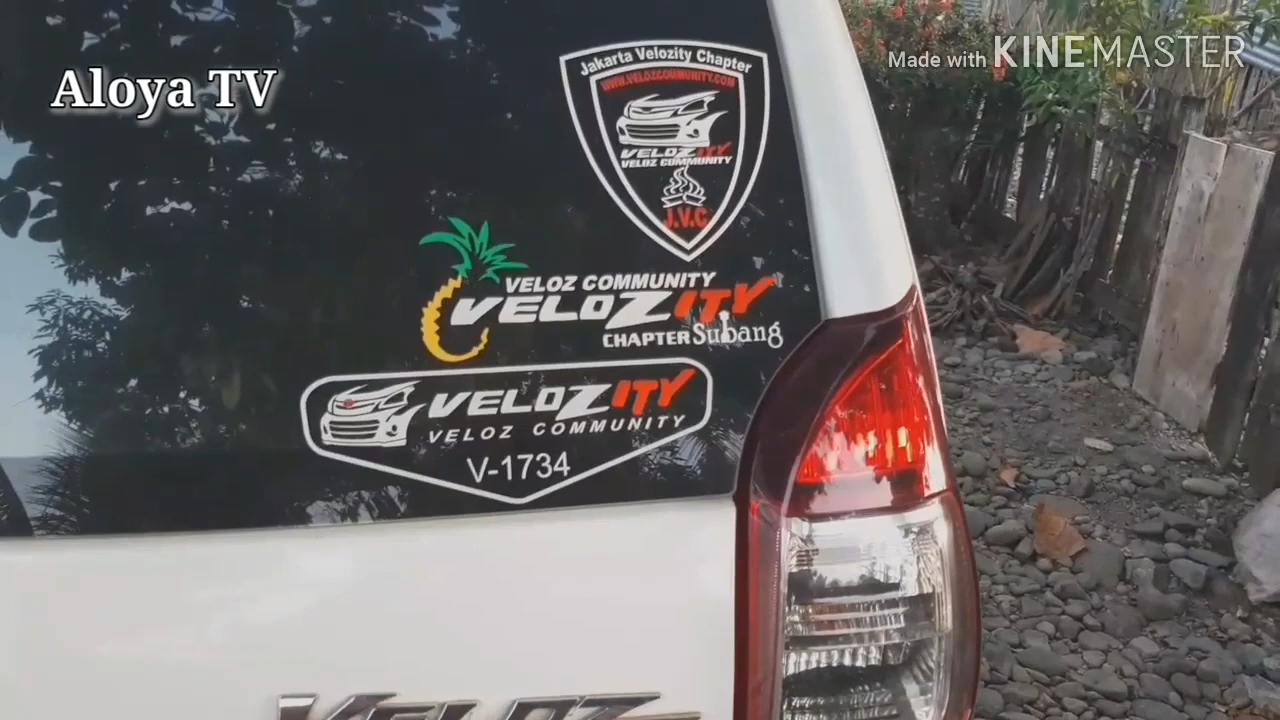 Aloya TV
Made with KINEMASTER
Jakarta Velozity Chapter
WWW.VELOZCOMMUNITY.COM
VELOZITY
VELOZ COMMUNITY
J.V.C
VELOZ COMMUNITY
VELOZITY
CHAPTER Subang
VELOZITY
VELOZ COMMUNITY
V-1734
VELOZ